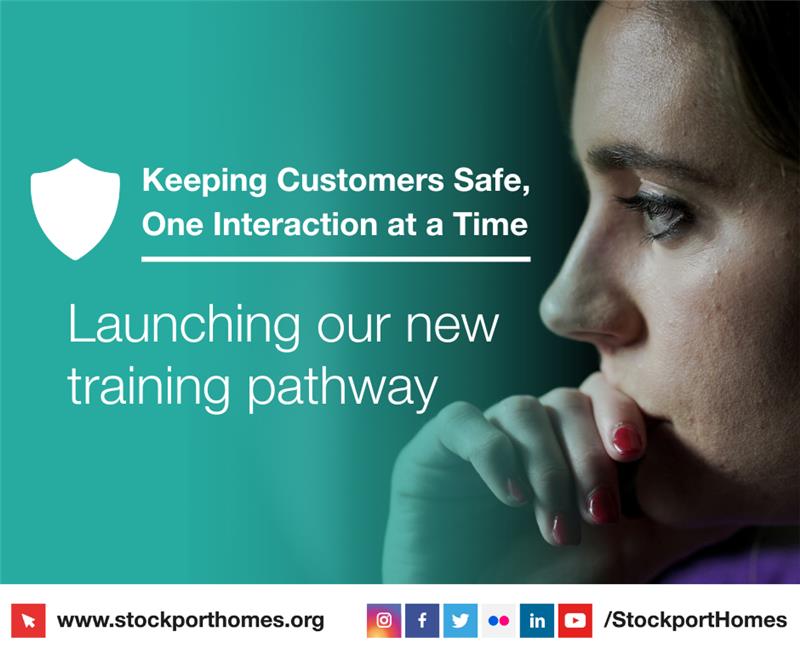 Keeping Customers Safe,
One Interaction at a Time
Launching our new
training pathway
www.stockporthomes.org
/StockportHomes